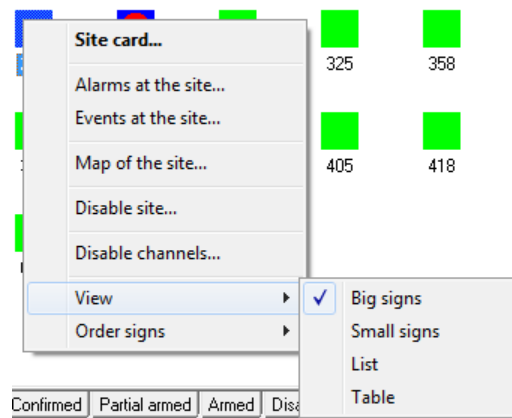 Site card...
325
358
Alarms at the site...
Events at the site...
Map of the site...
405
418
Disable site...
Disable channels...
View
Big signs
Order signs
Small signs
List
Table
Confirmed
Partial armed
Armed